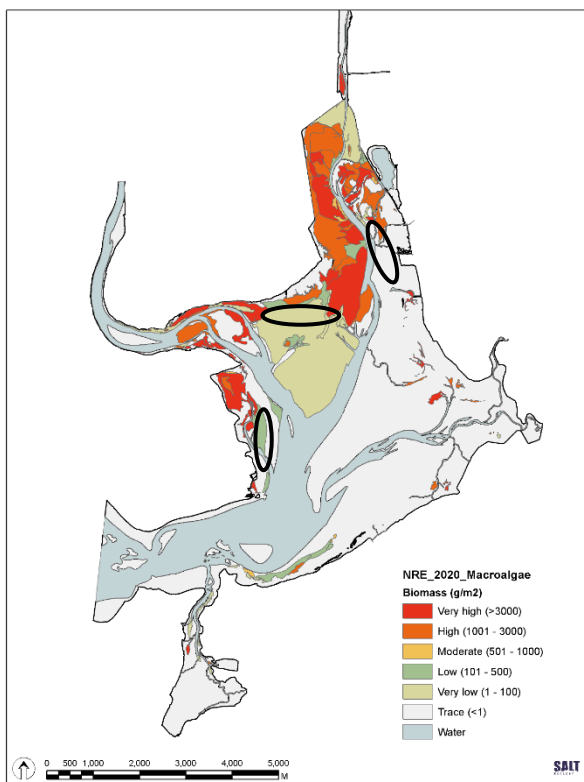 NRE_2020_Macroalgae
Biomass (g/m2)
Very high (>3000)
High (1001 - 3000)
Moderate (501 - 1000)
Low (101 - 500)
Very low (1 - 100)
Trace (<1)
Water
0 500 1,000 2,000 3,000 4,000 5,000
M
SALT